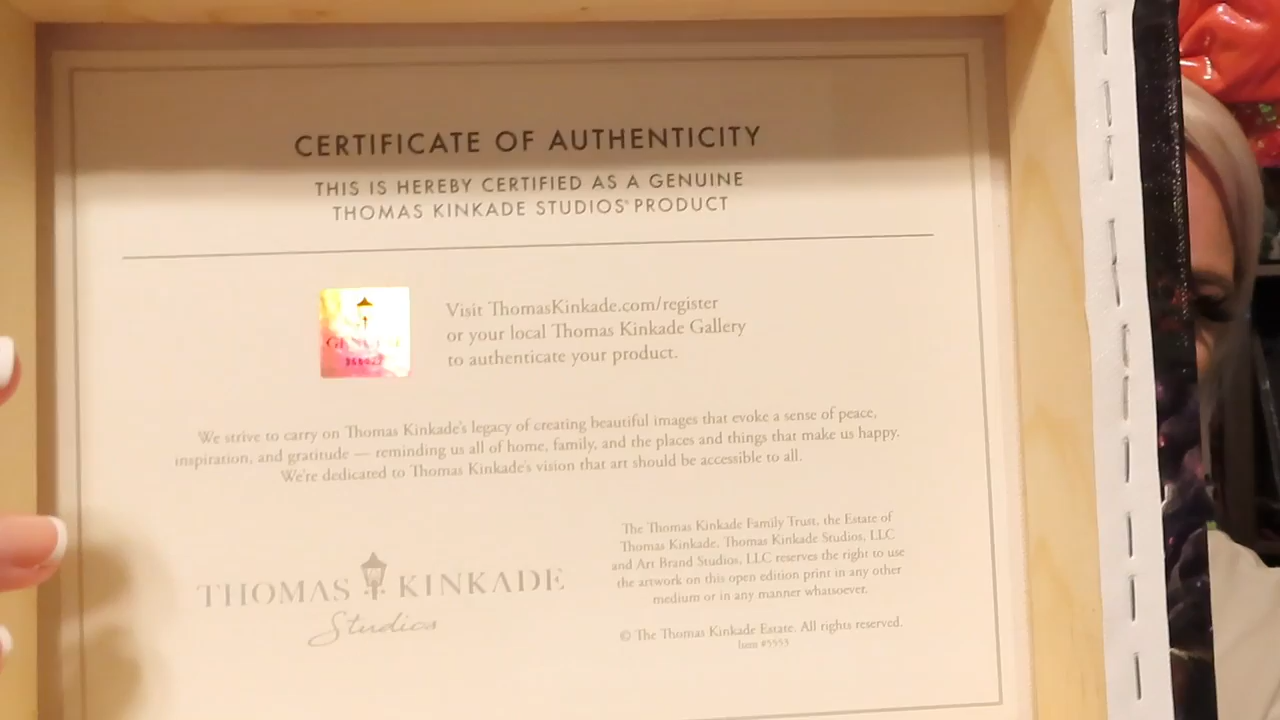 CERTIFICATE OF AUTHENTICITY
THIS IS HEREBY CERTIFIED AS A GENUINE
THOMAS KINKADE STUDIOS® PRODUCT
Visit ThomasKinkade.com/register
or your local Thomas Kinkade Gallery
to authenticate your product.
We strive to carry on Thomas Kinkade's legacy of creating beautiful images that evoke a sense of peace,
inspiration, and gratitude — reminding us all of home, family, and the places and things that make us happy.
We're dedicated to Thomas Kinkade's vision that art should be accessible to all.
THOMAS KINKADE
Studios
The Thomas Kinkade Family Trust, the Estate of
Thomas Kinkade, Thomas Kinkade Studios, LLC
and Art Brand Studios, LLC reserves the right to use
the artwork on this open edition print in any other
medium or in any manner whatsoever.
© The Thomas Kinkade Estate. All rights reserved.
Item #5553